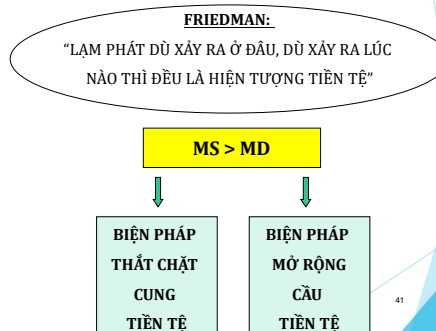 FRIEDMAN:
“LẠM PHÁT DÙ XẢY RA Ở ĐÂU, DÙ XẢY RA LÚC
NÀO THÌ ĐỀU LÀ HIỆN TƯỢNG TIỀN TỆ”
MS > MD
BIỆN PHÁP
THẮT CHẶT
CUNG
TIỀN TỆ
BIỆN PHÁP
MỞ RỘNG
CẦU
TIỀN TỆ
41